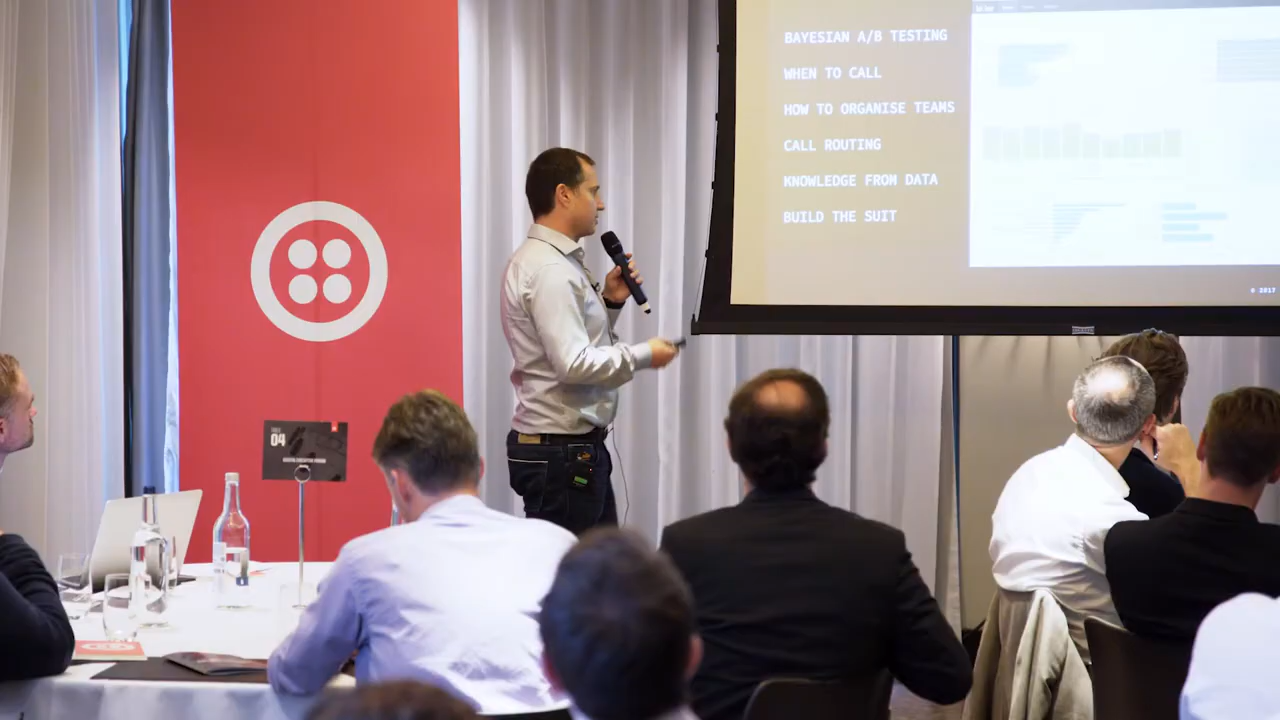 BAYESIAN A/B TESTING
WHEN TO CALL
HOW TO ORGANISE TEAMS
CALL ROUTING
KNOWLEDGE FROM DATA
BUILD THE SUIT
© 2017
04